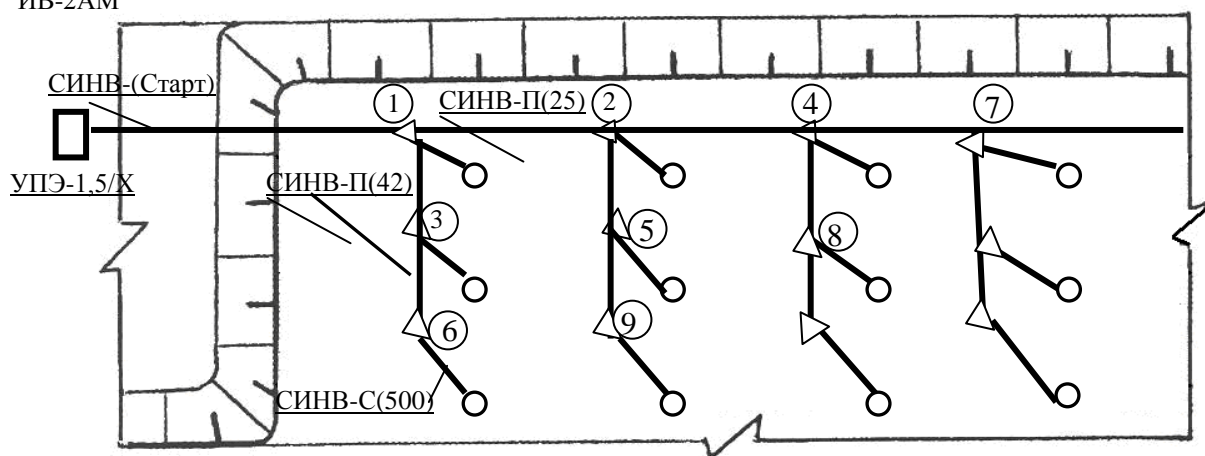 ИВ-2АМ
СИНВ-(Старт)
1
СИНВ-П(25)
2
4
7
УПЭ-1,5/Х
СИНВ-П(42)
3
5
8
6
9
СИНВ-С(500)